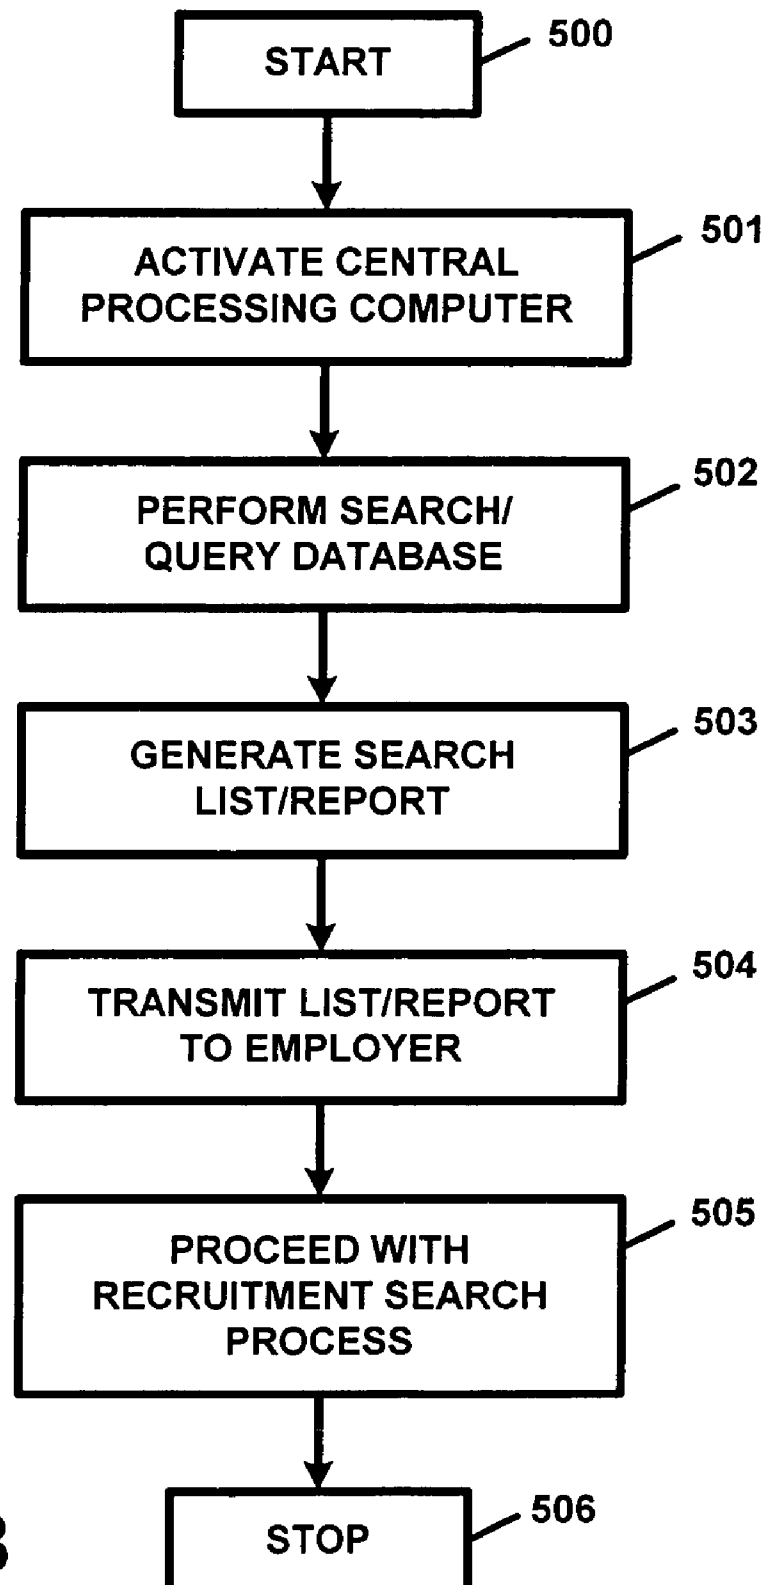 START
500
ACTIVATE CENTRAL
PROCESSING COMPUTER
501
PERFORM SEARCH/
QUERY DATABASE
502
GENERATE SEARCH
LIST/REPORT
503
TRANSMIT LIST/REPORT
TO EMPLOYER
504
PROCEED WITH
RECRUITMENT SEARCH
PROCESS
505
STOP
506